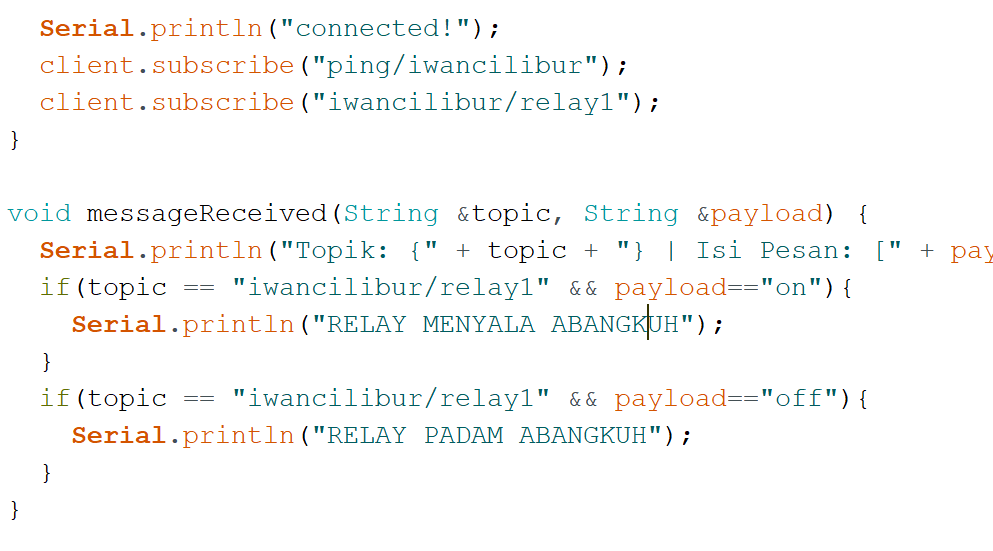 Serial.println("connected!");
client.subscribe("ping/iwancilibur");
client.subscribe("iwancilibur/relay1");
}
void messageReceived(String &topic, String &payload) {
Serial.println("Topik: {" + topic + "} | Isi Pesan: [" + pay
if(topic == "iwancilibur/relay1" && payload=="on"){
Serial.println("RELAY MENYALA ABANGKUH");
}
if(topic == "iwancilibur/relay1" && payload=="off"){
Serial.println("RELAY PADAM ABANGKUH");
}
}